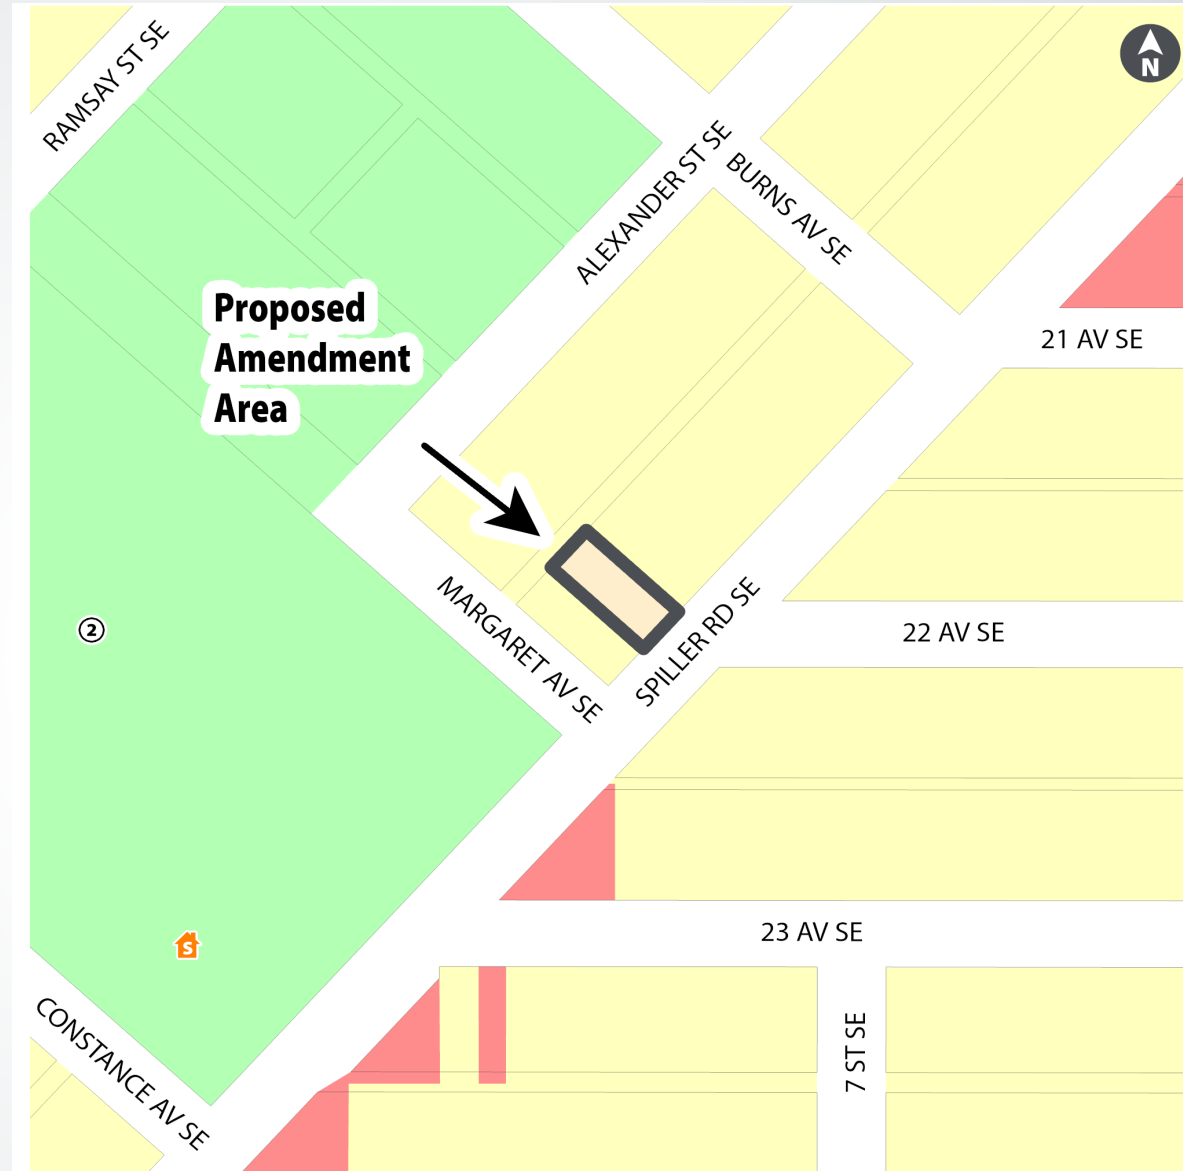 RAMSAY ST SE
N
ALEXANDER ST SE
BURNS AV SE
Proposed
Amendment
Area
21 AV SE
MARGARET AV SE
SPILLER RD SE
22 AV SE
2
23 AV SE
S
CONSTANCE AV SE
7 ST SE